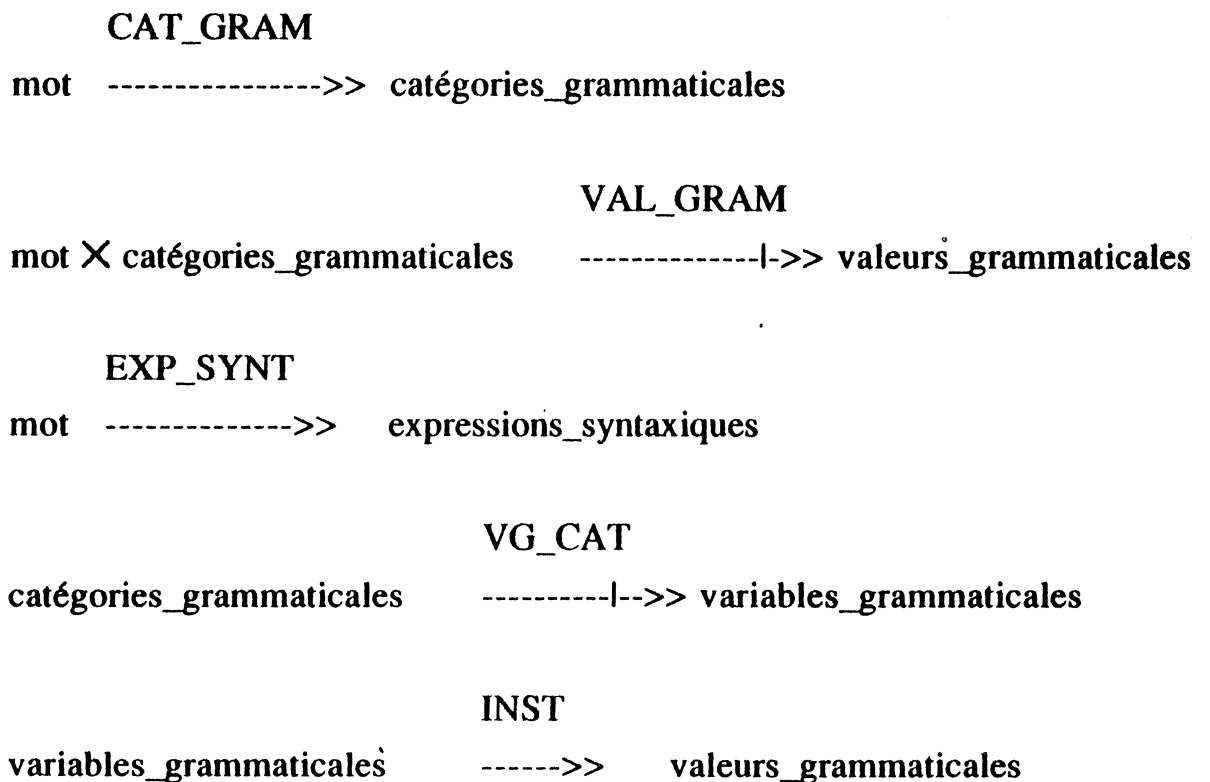 CAT_GRAM
mot ---------------->> catégories_grammaticales
VAL_GRAM
mot X catégories_grammaticales --------------|->> valeurs_grammaticales
EXP_SYNT
mot -------------->> expressions_syntaxiques
VG_CAT
catégories_grammaticales ----------|-->> variables_grammaticales
INST
variables_grammaticales ------>> valeurs_grammaticales